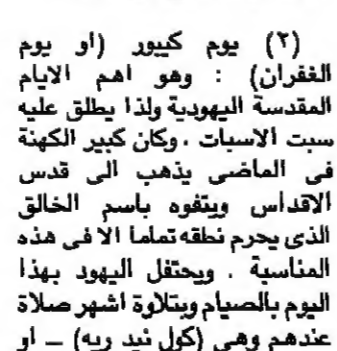 (٢) يوم كيبور (او يوم
الغفران) : وهو اهم الايام
المقدسة اليهودية ولذا يطلق عليه
سبت الاسبات . وكان كبير الكهنة
فى الماضى يذهب الى قدس
الاقداس ويتفوه باسم الخالق
الذى يحرم نطقه تماما الا فى هذه
المناسبة . ويحتفل اليهود بهذا
اليوم بالصيام وبتلاوة اشهر صلاة
عندهم وهى (كول نيد ريه) ــ او